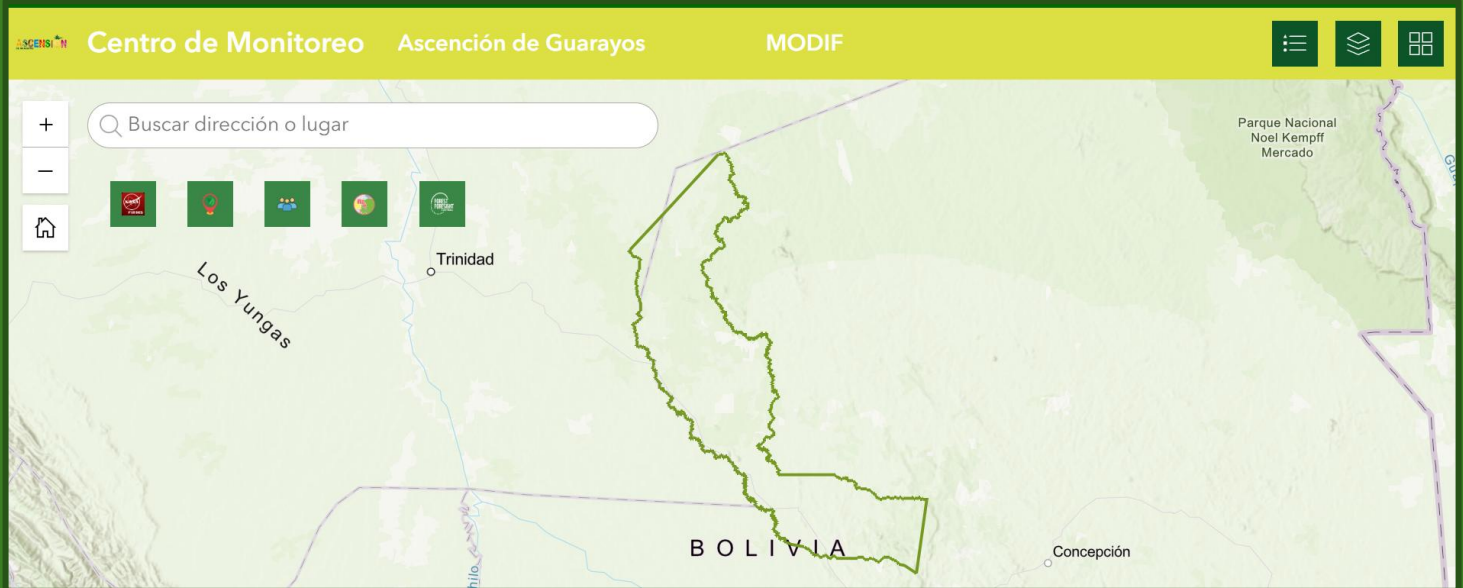 ASCENSIÓN
Centro de Monitoreo
Ascención de Guarayos
MODIF
+
Buscar dirección o lugar
−
Parque Nacional
Noel Kempff
Mercado
Trinidad
Los Yungas
BOLIVIA
Concepción